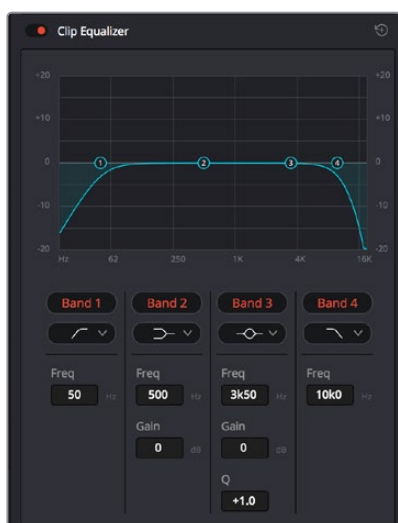 Clip Equalizer
+20 +20
+10 +10
0 0
-10 -10
-20 -20
Hz 62 250 1K 4K 16K
1 2 3 4
Band 1 Band 2 Band 3 Band 4
Freq Freq Freq Freq
50 Hz 500 Hz 3k50 Hz 10k0 Hz
Gain Gain
0 dB 0 dB
Q
+1.0